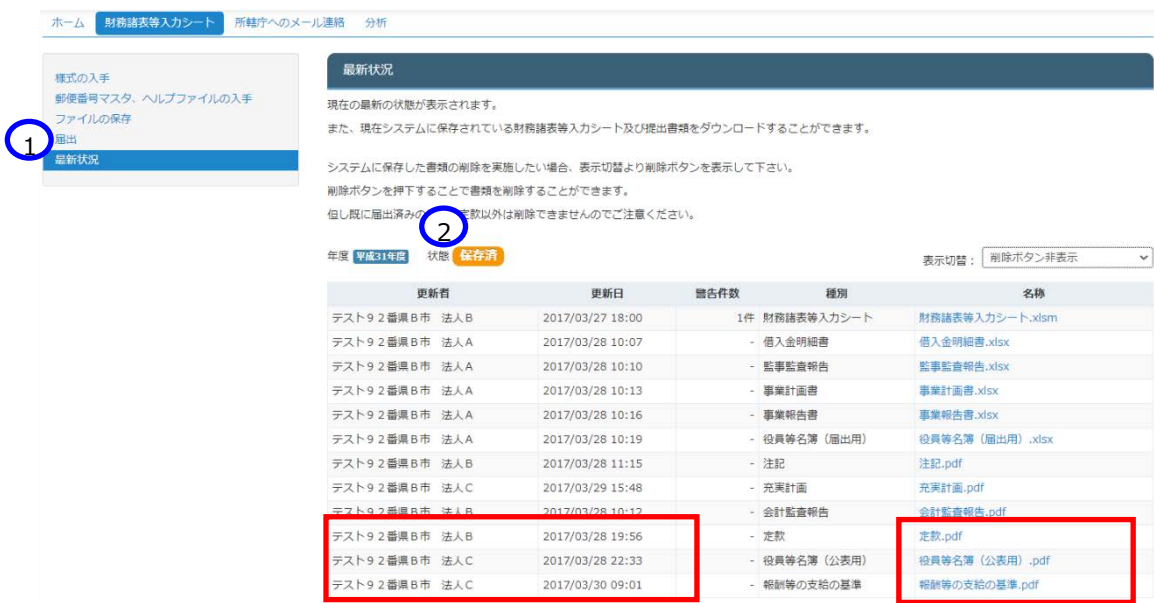 ホーム 財務諸表等入力シート 所轄庁へのメール連絡 分析
様式の入手
郵便番号マスタ、ヘルプファイルの入手
ファイルの保存
1
届出
最新状況
最新状況
現在の最新の状態が表示されます。
また、現在システムに保存されている財務諸表等入力シート及び提出書類をダウンロードすることができます。
システムに保存した書類の削除を実施したい場合、表示切替より削除ボタンを表示して下さい。
削除ボタンを押下することで書類を削除することができます。
但し既に届出済みの 定款以外は削除できませんのでご注意ください。
2
年度 平成31年度 状態 保存済 表示切替: 削除ボタン非表示
更新者 更新日 警告件数 種別 名称
テスト92番県B市 法人B 2017/03/27 18:00 1件 財務諸表等入力シート 財務諸表等入力シート.xlsm
テスト92番県B市 法人A 2017/03/28 10:07 - 借入金明細書 借入金明細書.xlsx
テスト92番県B市 法人A 2017/03/28 10:10 - 監事監査報告 監事監査報告.xlsx
テスト92番県B市 法人A 2017/03/28 10:13 - 事業計画書 事業計画書.xlsx
テスト92番県B市 法人A 2017/03/28 10:16 - 事業報告書 事業報告書.xlsx
テスト92番県B市 法人A 2017/03/28 10:19 - 役員等名簿(届出用) 役員等名簿(届出用).xlsx
テスト92番県B市 法人B 2017/03/28 11:15 - 注記 注記.pdf
テスト92番県B市 法人C 2017/03/29 15:48 - 充実計画 充実計画.pdf
テスト92番県B市 法人B 2017/03/28 10:12 - 会計監査報告 会計監査報告.pdf
テスト92番県B市 法人B 2017/03/28 19:56 - 定款 定款.pdf
テスト92番県B市 法人C 2017/03/28 22:33 - 役員等名簿(公表用) 役員等名簿(公表用).pdf
テスト92番県B市 法人C 2017/03/30 09:01 - 報酬等の支給の基準 報酬等の支給の基準.pdf